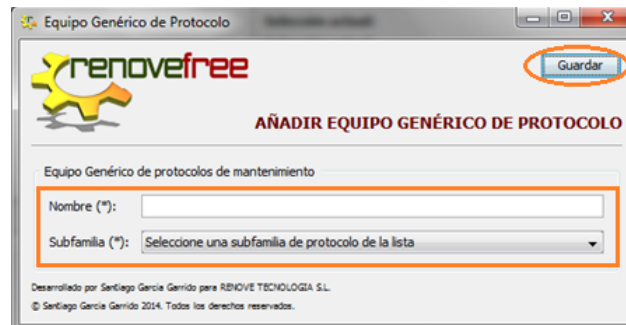 Equipo Genérico de Protocolo
renovefree
Guardar
AÑADIR EQUIPO GENÉRICO DE PROTOCOLO
Equipo Genérico de protocolos de mantenimiento
Nombre (*):
Subfamilia (*): Seleccione una subfamilia de protocolo de la lista
Desarrollado por Santiago García Garrido para RENOVE TECNOLOGÍA S.L.
© Santiago García Garrido 2014. Todos los derechos reservados.